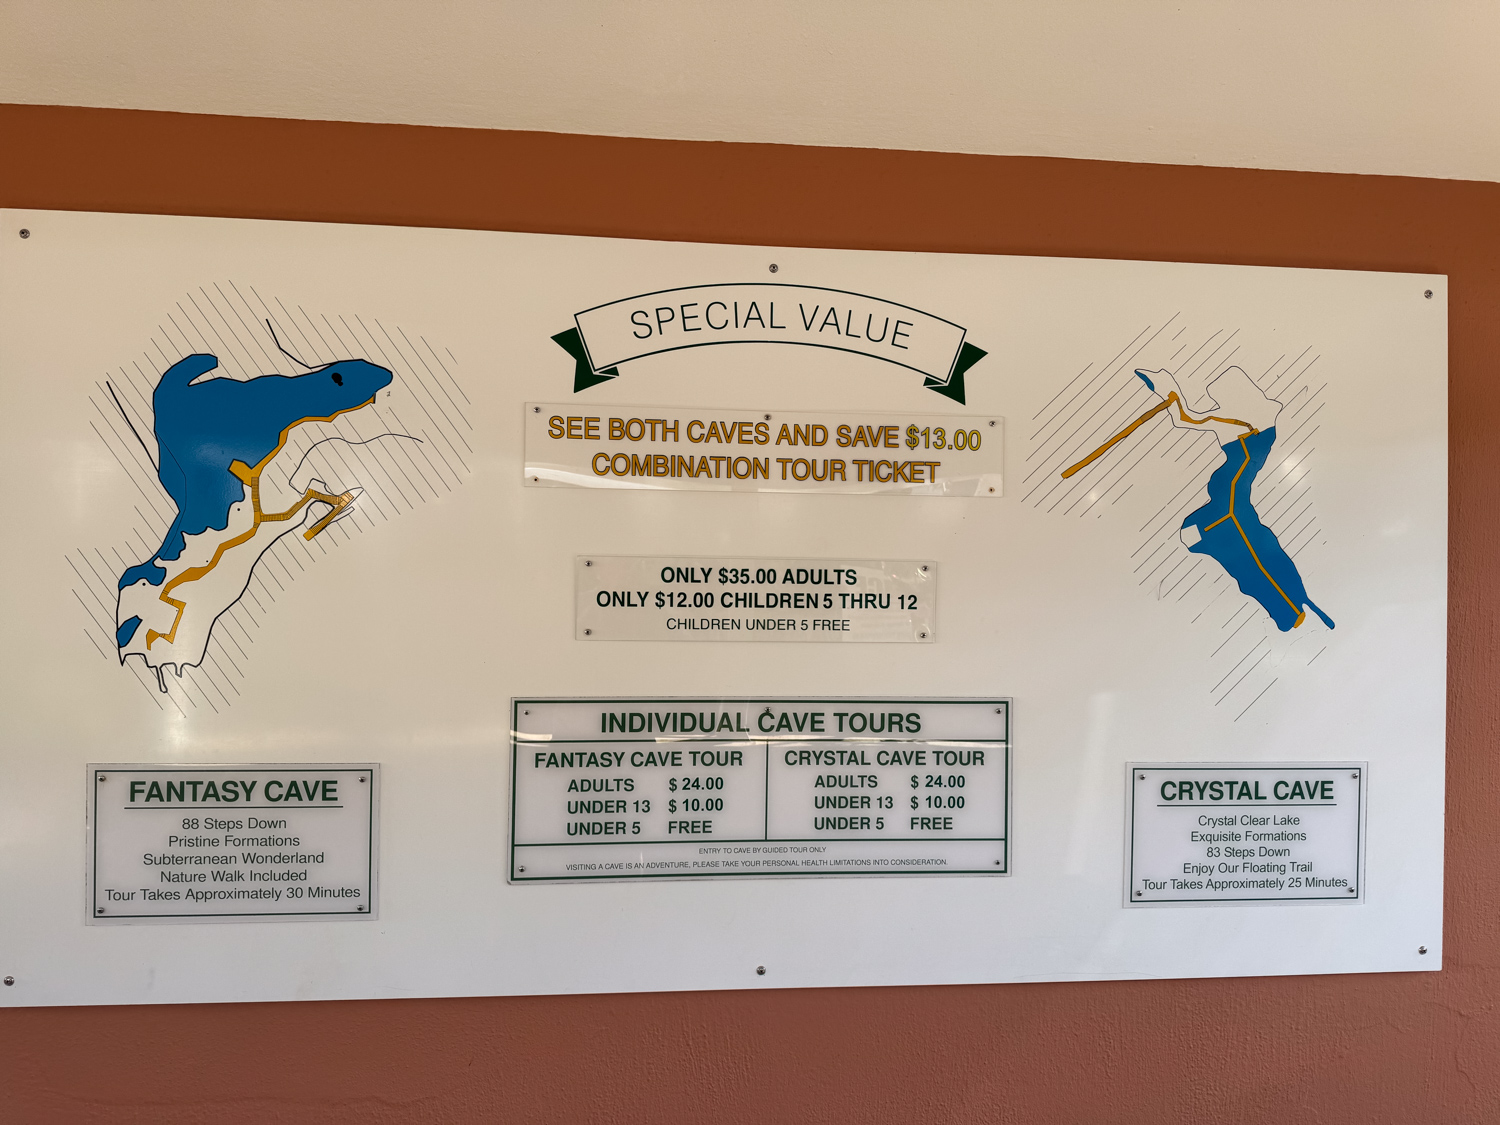 SPECIAL VALUE
SEE BOTH CAVES AND SAVE $13.00
COMBINATION TOUR TICKET
ONLY $35.00 ADULTS
ONLY $12.00 CHILDREN 5 THRU 12
CHILDREN UNDER 5 FREE
INDIVIDUAL CAVE TOURS
FANTASY CAVE TOUR
ADULTS $ 24.00
UNDER 13 $ 10.00
UNDER 5 FREE
CRYSTAL CAVE TOUR
ADULTS $ 24.00
UNDER 13 $ 10.00
UNDER 5 FREE
ENTRY TO CAVE BY GUIDED TOUR ONLY
VISITING A CAVE IS AN ADVENTURE, PLEASE TAKE YOUR PERSONAL HEALTH LIMITATIONS INTO CONSIDERATION.
FANTASY CAVE
88 Steps Down
Pristine Formations
Subterranean Wonderland
Nature Walk Included
Tour Takes Approximately 30 Minutes
CRYSTAL CAVE
Crystal Clear Lake
Exquisite Formations
83 Steps Down
Enjoy Our Floating Trail
Tour Takes Approximately 25 Minutes